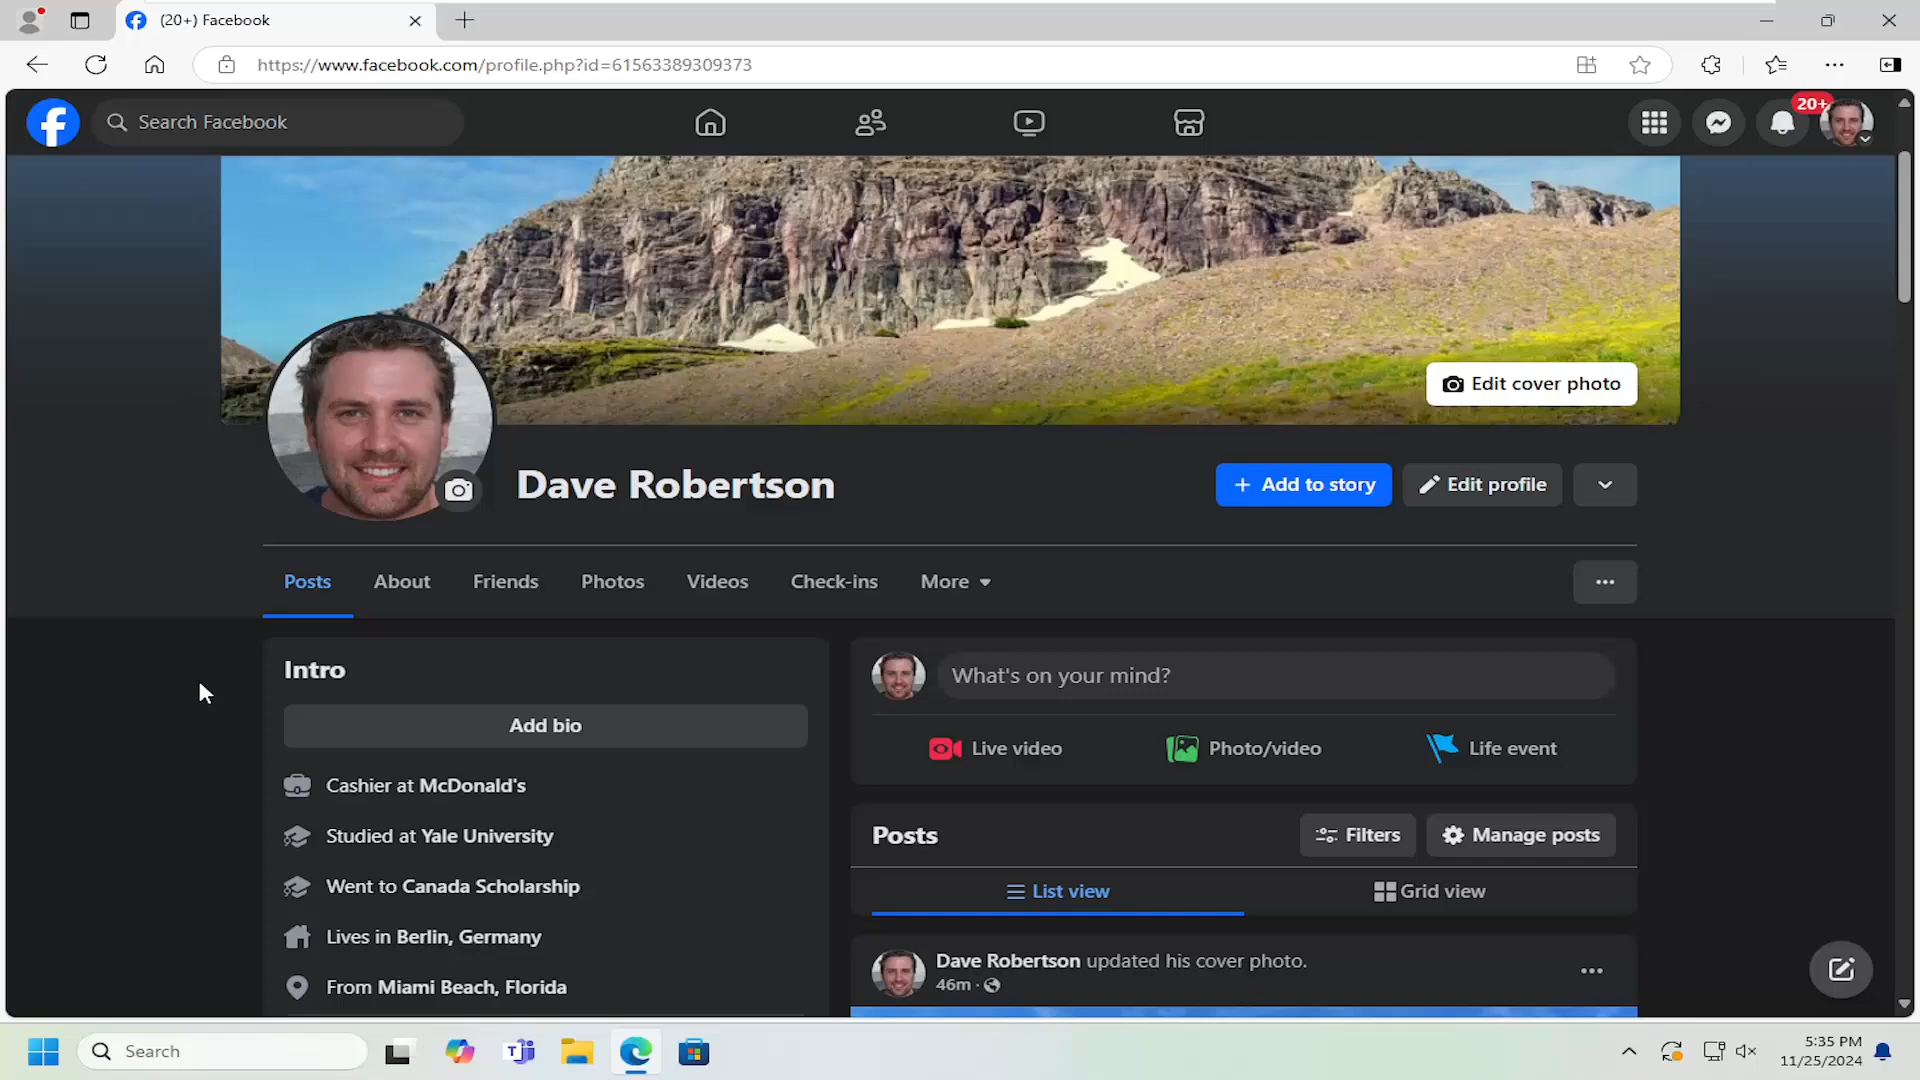 (20+) Facebook
https://www.facebook.com/profile.php?id=61563389309373
Search Facebook
20+
Edit cover photo
Dave Robertson
+ Add to story
Edit profile
Posts
About
Friends
Photos
Videos
Check-ins
More
Intro
Add bio
Cashier at McDonald's
Studied at Yale University
Went to Canada Scholarship
Lives in Berlin, Germany
From Miami Beach, Florida
What's on your mind?
Live video
Photo/video
Life event
Posts
Filters
Manage posts
List view
Grid view
Dave Robertson updated his cover photo.
46m ·
Search
5:35 PM
11/25/2024